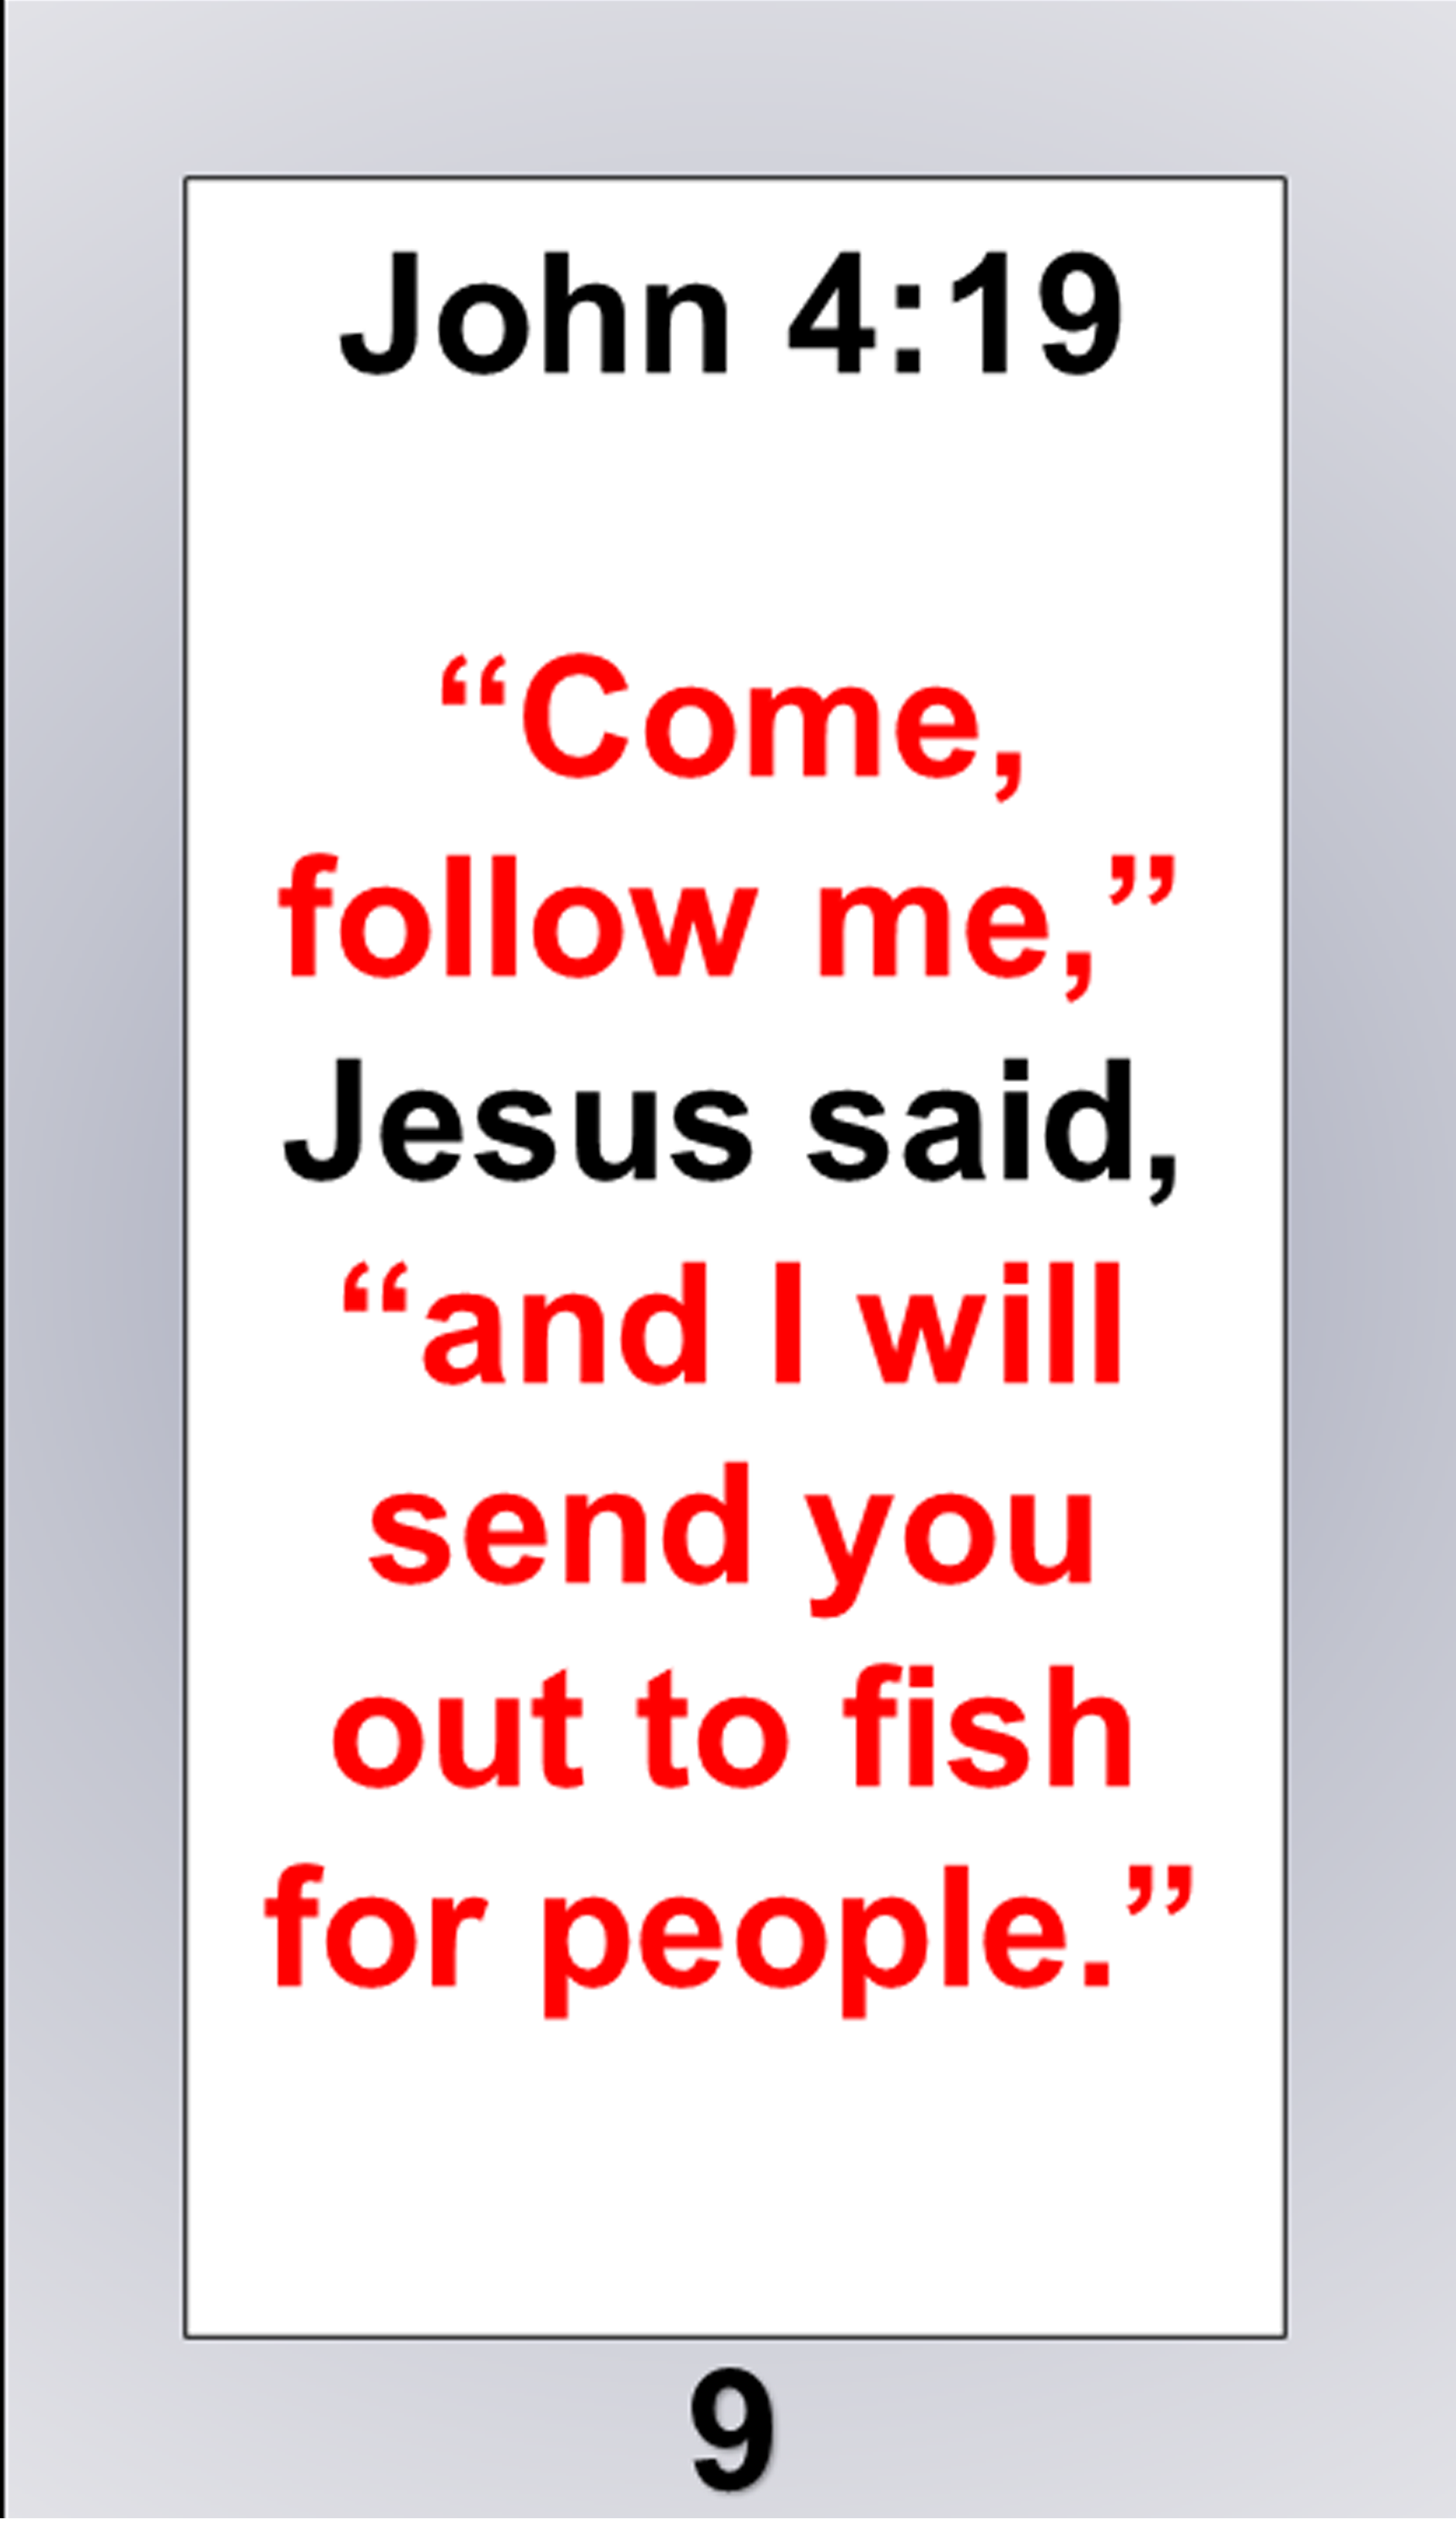 John 4:19
“Come,
follow me,”
Jesus said,
“and I will
send you
out to fish
for people.”
9